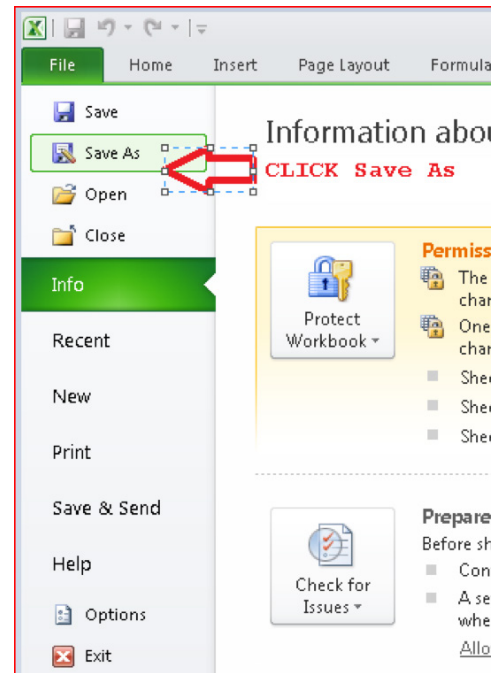 File Home Insert Page Layout Formula
Save
Save As
Open
Close
Info
Recent
New
Print
Save & Send
Help
Options
Exit
Information abou
CLICK Save As
Protect
Workbook
Permiss
The
char
One
char
Shee
Shee
Shee
Check for
Issues
Prepare
Before sh
Con
A se
whe
Allo